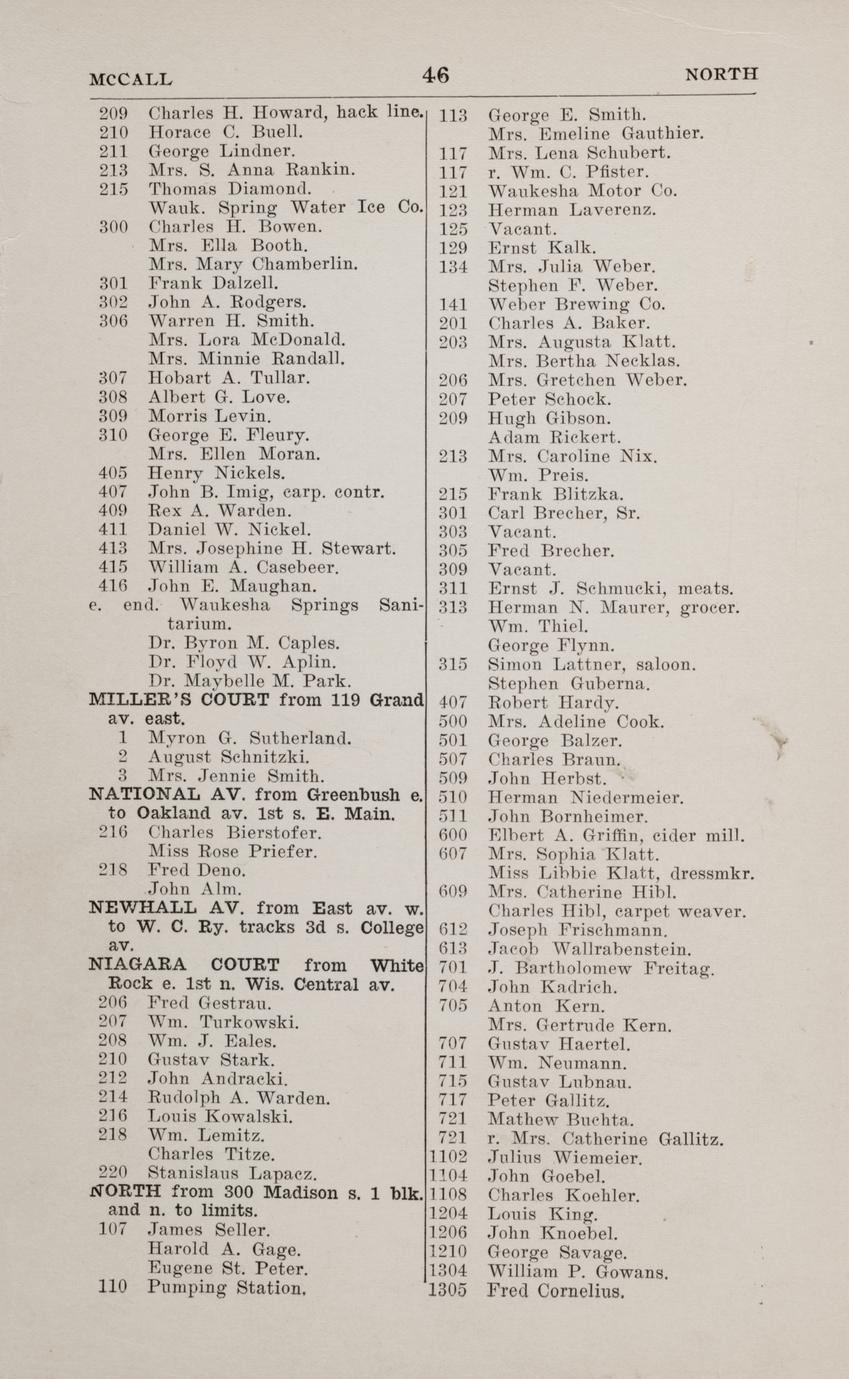 MCCALL 46 NORTH
209 Charles H. Howard, hack line.
210 Horace C. Buell.
211 George Lindner.
213 Mrs. S. Anna Rankin.
215 Thomas Diamond.
Wauk. Spring Water Ice Co.
300 Charles H. Bowen.
Mrs. Ella Booth.
Mrs. Mary Chamberlin.
301 Frank Dalzell.
302 John A. Rodgers.
306 Warren H. Smith.
Mrs. Lora McDonald.
Mrs. Minnie Randall.
307 Hobart A. Tullar.
308 Albert G. Love.
309 Morris Levin.
310 George E. Fleury.
Mrs. Ellen Moran.
405 Henry Nickels.
407 John B. Imig, carp. contr.
409 Rex A. Warden.
411 Daniel W. Nickel.
413 Mrs. Josephine H. Stewart.
415 William A. Casebeer.
416 John E. Maughan.
e. end. Waukesha Springs Sani-
tarium.
Dr. Byron M. Caples.
Dr. Floyd W. Aplin.
Dr. Maybelle M. Park.
MILLER'S COURT from 119 Grand
av. east.
1 Myron G. Sutherland.
2 August Schnitzki.
3 Mrs. Jennie Smith.
NATIONAL AV. from Greenbush e.
to Oakland av. 1st s. E. Main.
216 Charles Bierstofer.
Miss Rose Priefer.
218 Fred Deno.
John Alm.
NEWHALL AV. from East av. w.
to W. C. Ry. tracks 3d s. College
av.
NIAGARA COURT from White
Rock e. 1st n. Wis. Central av.
206 Fred Gestrau.
207 Wm. Turkowski.
208 Wm. J. Eales.
210 Gustav Stark.
212 John Andracki.
214 Rudolph A. Warden.
216 Louis Kowalski.
218 Wm. Lemitz.
Charles Titze.
220 Stanislaus Lapacz.
NORTH from 300 Madison s. 1 blk.
and n. to limits.
107 James Seller.
Harold A. Gage.
Eugene St. Peter.
110 Pumping Station.
113 George E. Smith.
Mrs. Emeline Gauthier.
117 Mrs. Lena Schubert.
117 r. Wm. C. Pfister.
121 Waukesha Motor Co.
123 Herman Laverenz.
125 Vacant.
129 Ernst Kalk.
134 Mrs. Julia Weber.
Stephen F. Weber.
141 Weber Brewing Co.
201 Charles A. Baker.
203 Mrs. Augusta Klatt.
Mrs. Bertha Necklas.
206 Mrs. Gretchen Weber.
207 Peter Schock.
209 Hugh Gibson.
Adam Rickert.
213 Mrs. Caroline Nix.
Wm. Preis.
215 Frank Blitzka.
301 Carl Brecher, Sr.
303 Vacant.
305 Fred Brecher.
309 Vacant.
311 Ernst J. Schmucki, meats.
313 Herman N. Maurer, grocer.
Wm. Thiel.
George Flynn.
315 Simon Lattner, saloon.
Stephen Guberna.
407 Robert Hardy.
500 Mrs. Adeline Cook.
501 George Balzer.
507 Charles Braun.
509 John Herbst.
510 Herman Niedermeier.
511 John Bornheimer.
600 Elbert A. Griffin, cider mill.
607 Mrs. Sophia Klatt.
Miss Libbie Klatt, dressmkr.
609 Mrs. Catherine Hibl.
Charles Hibl, carpet weaver.
612 Joseph Frischmann.
613 Jacob Wallrabenstein.
701 J. Bartholomew Freitag.
704 John Kadrich.
705 Anton Kern.
Mrs. Gertrude Kern.
707 Gustav Haertel.
711 Wm. Neumann.
715 Gustav Lubnau.
717 Peter Gallitz.
721 Mathew Buchta.
721 r. Mrs. Catherine Gallitz.
1102 Julius Wiemeier.
1104 John Goebel.
1108 Charles Koehler.
1204 Louis King.
1206 John Knoebel.
1210 George Savage.
1304 William P. Gowans.
1305 Fred Cornelius.